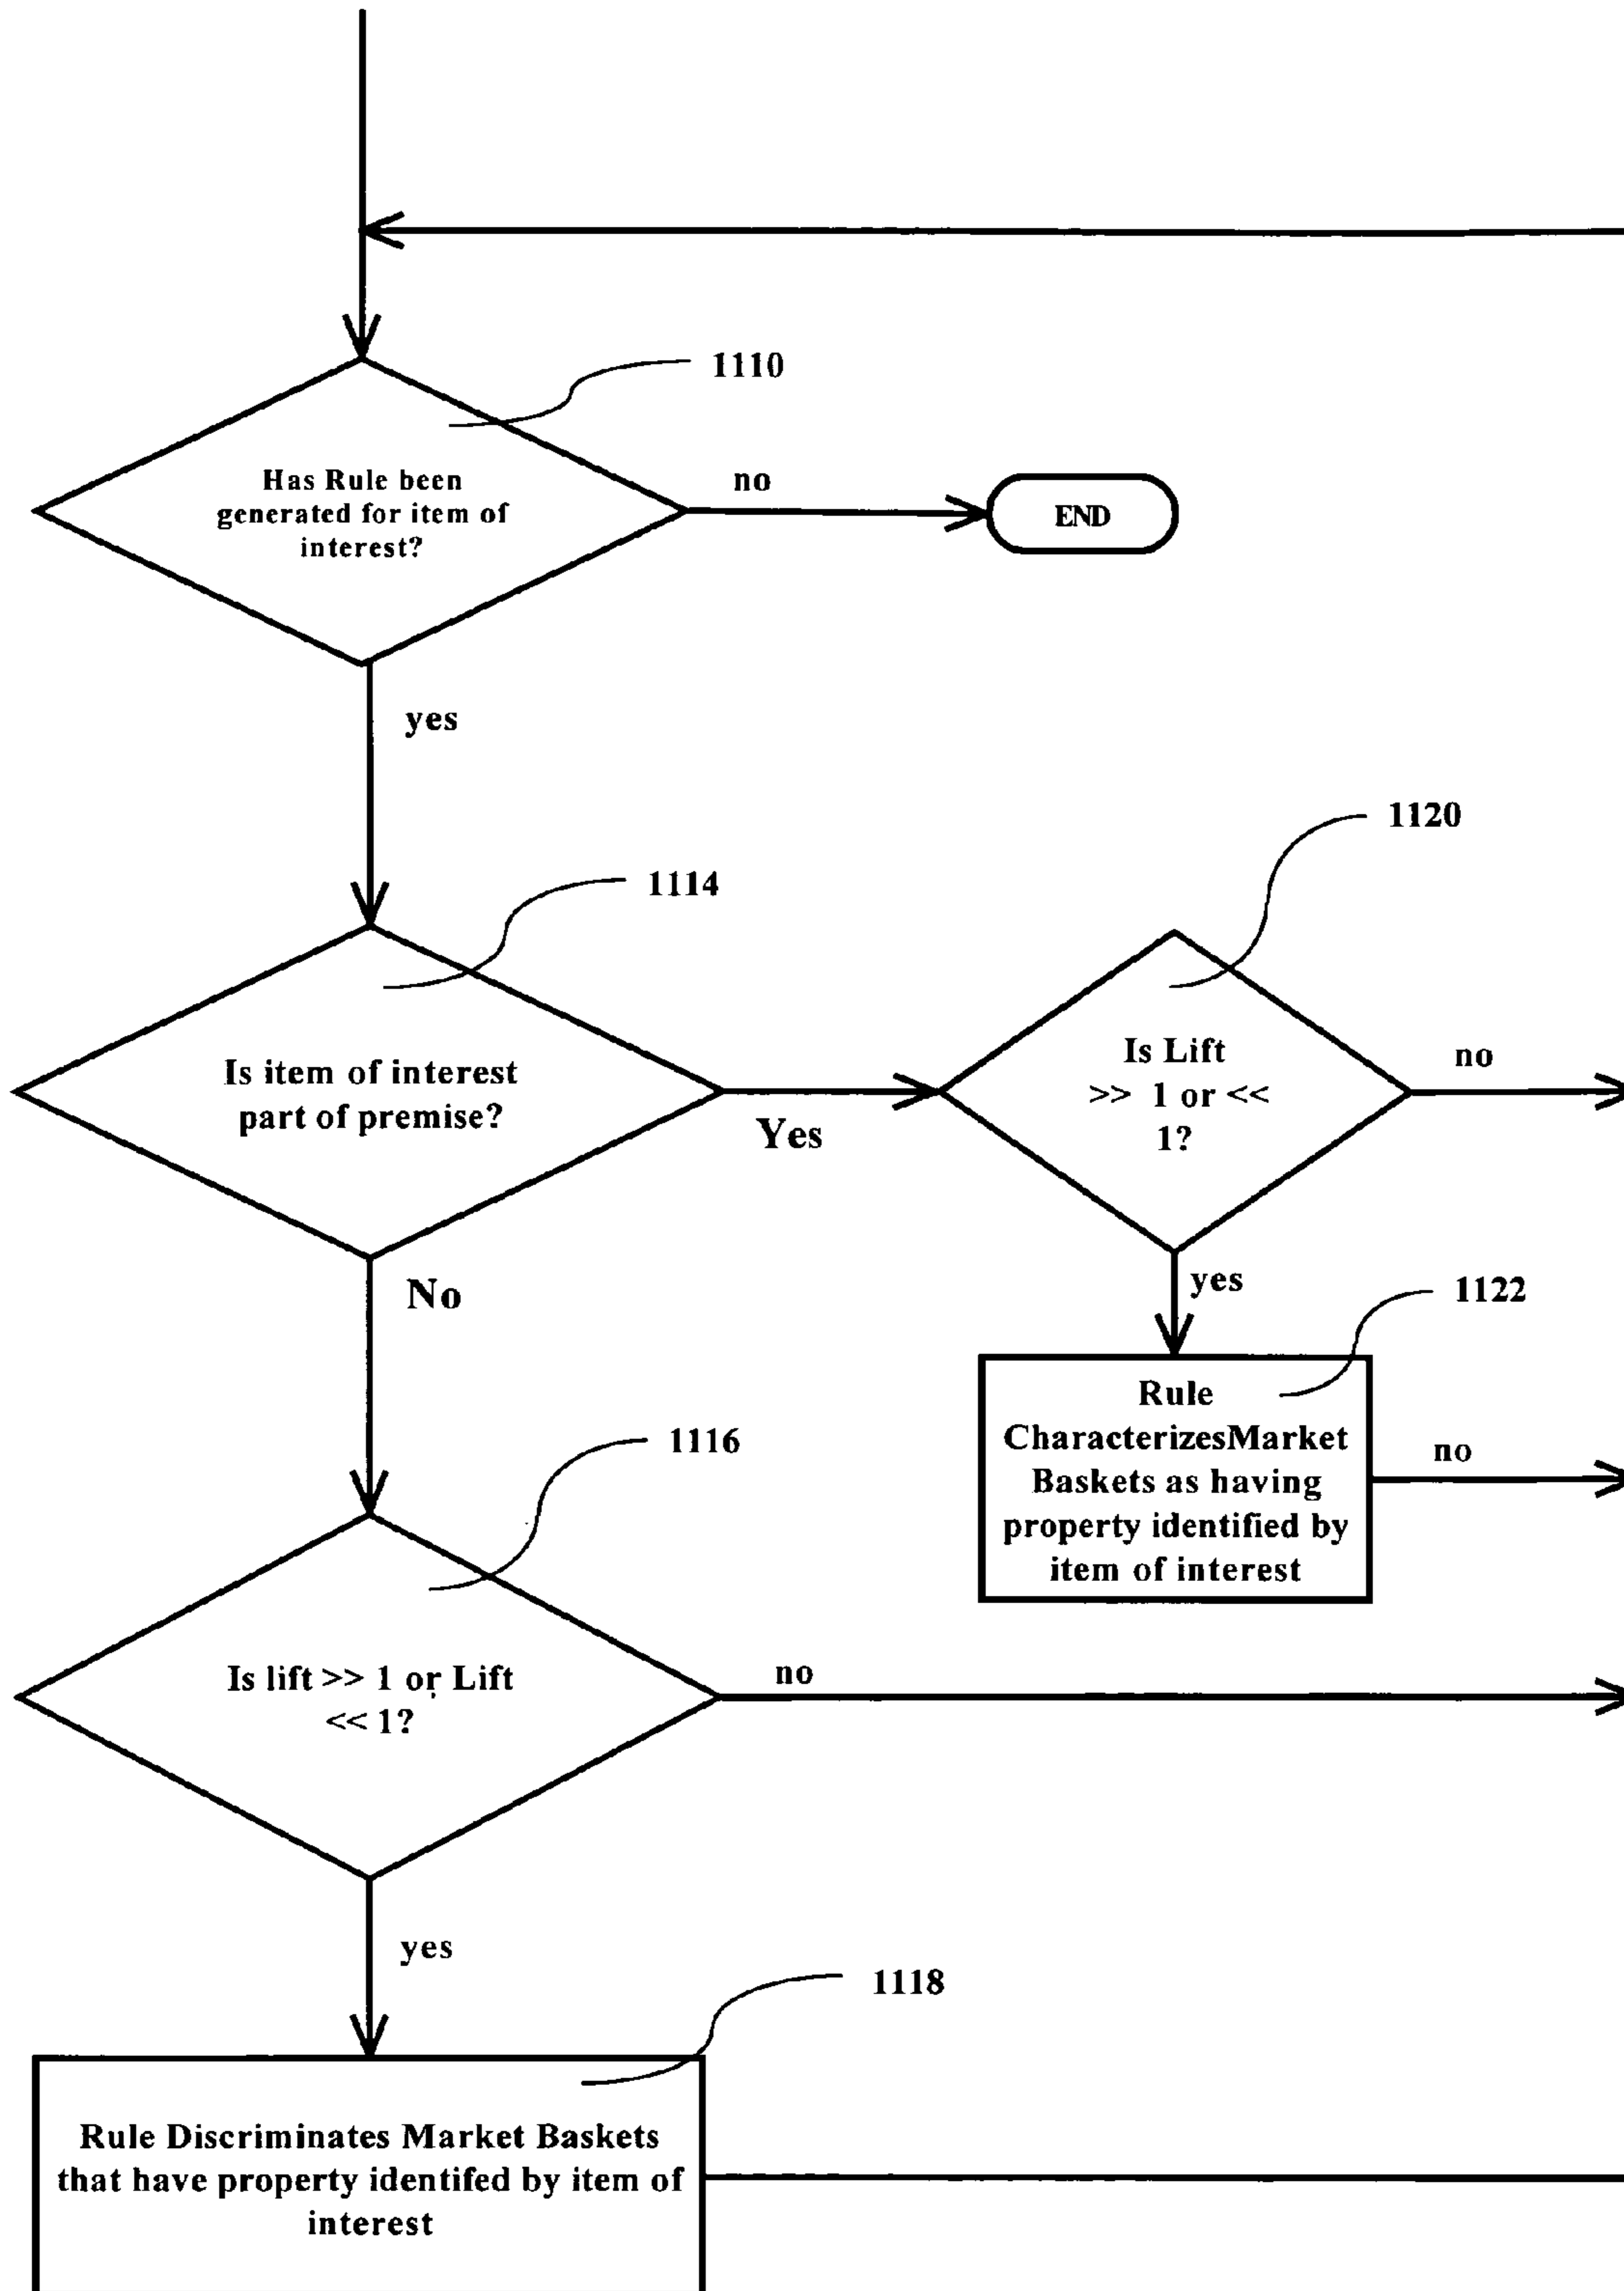 1110
Has Rule been
generated for item of
interest?
no
END
yes
1120
1114
Is item of interest
part of premise?
Yes
Is Lift
>> 1 or <<
1?
no
yes
No
1122
Rule
CharacterizesMarket
Baskets as having
property identified by
item of interest
no
1116
Is lift >> 1 or Lift
<< 1?
no
yes
1118
Rule Discriminates Market Baskets
that have property identifed by item of
interest